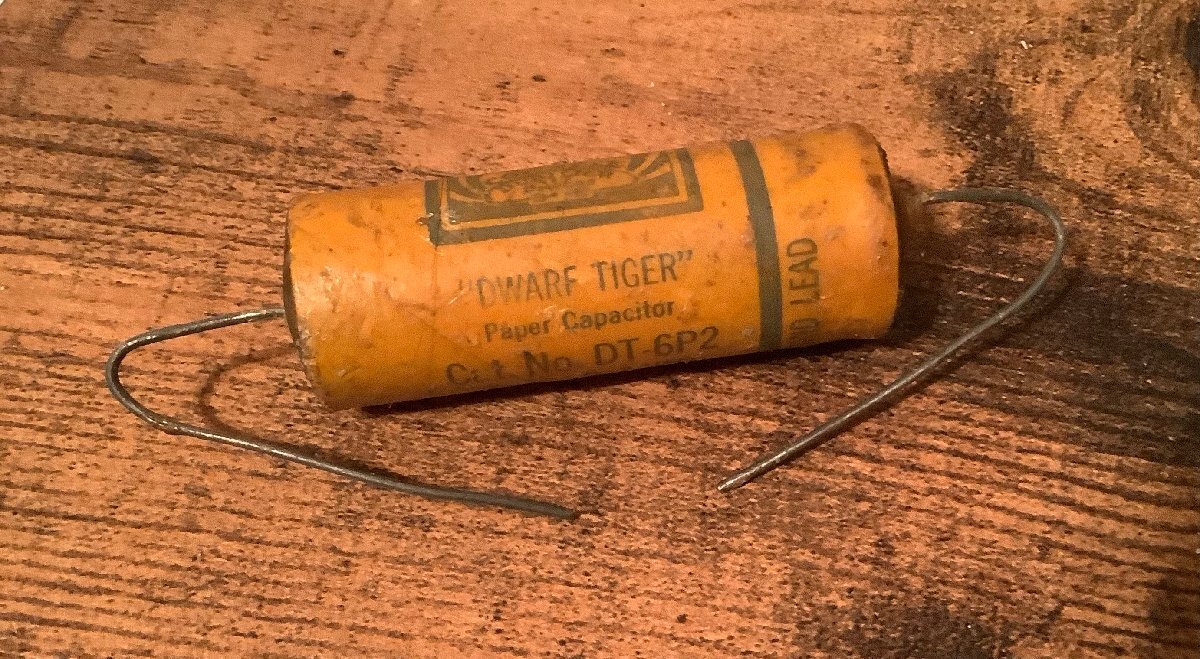 "DWARF TIGER"
Paper Capacitor
Cat. No. DT-6P2
LEAD